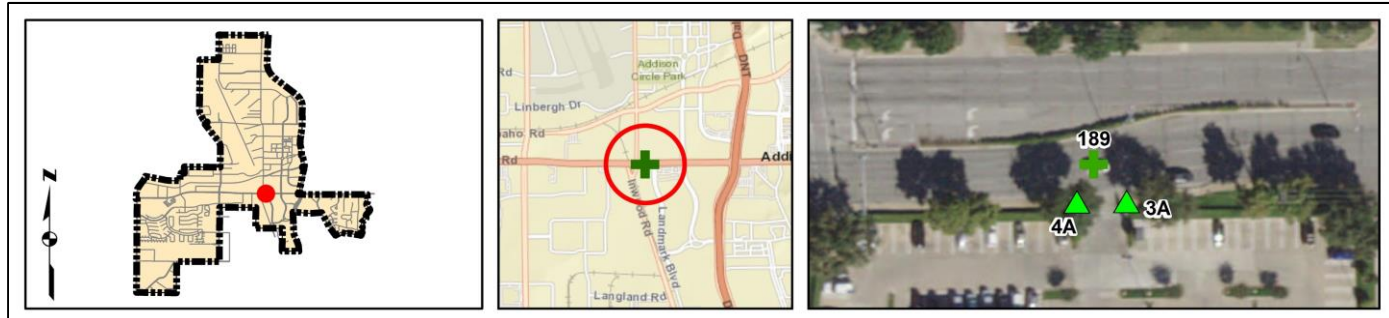 Z
Rd
Addison
Circle Park
DNT
Linbergh Dr
aho Rd
Rd
Addi
Inwood Rd
Landmark Blvd
Langland Rd
189
4A
3A